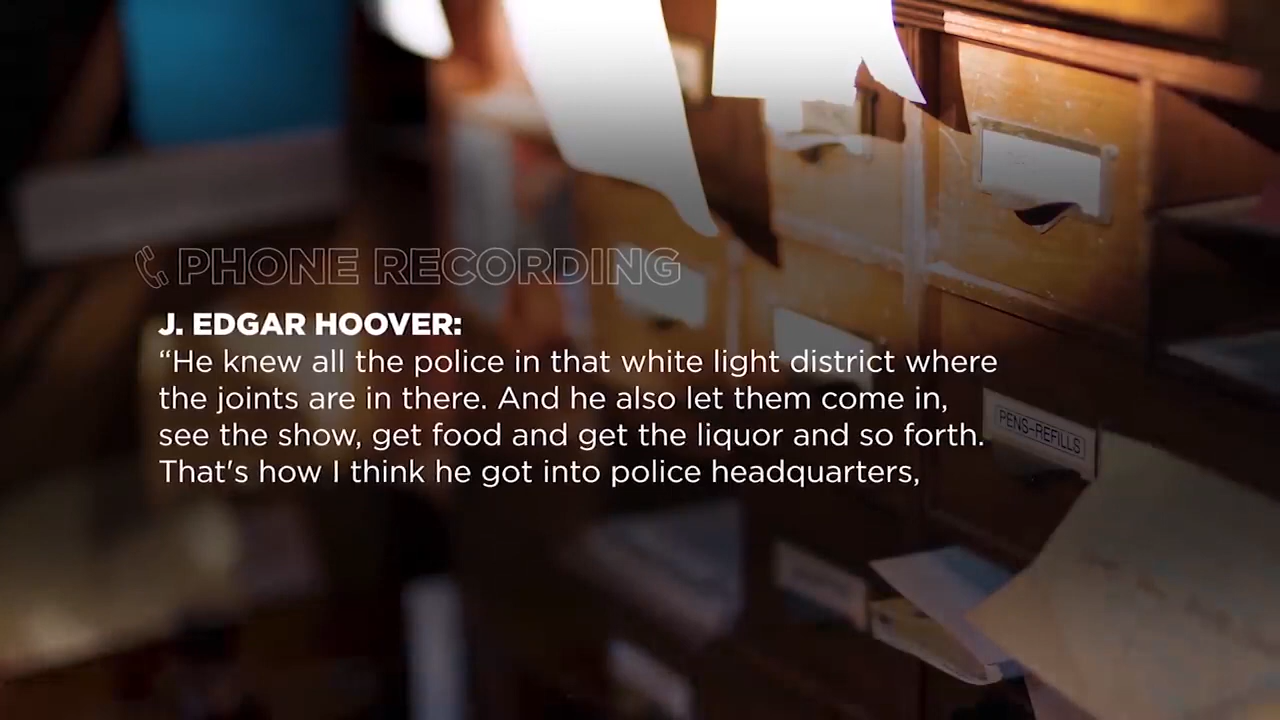 PHONE RECORDING
J. EDGAR HOOVER:
“He knew all the police in that white light district where
the joints are in there. And he also let them come in,
see the show, get food and get the liquor and so forth.
That's how I think he got into police headquarters,
PENS-REFILLS